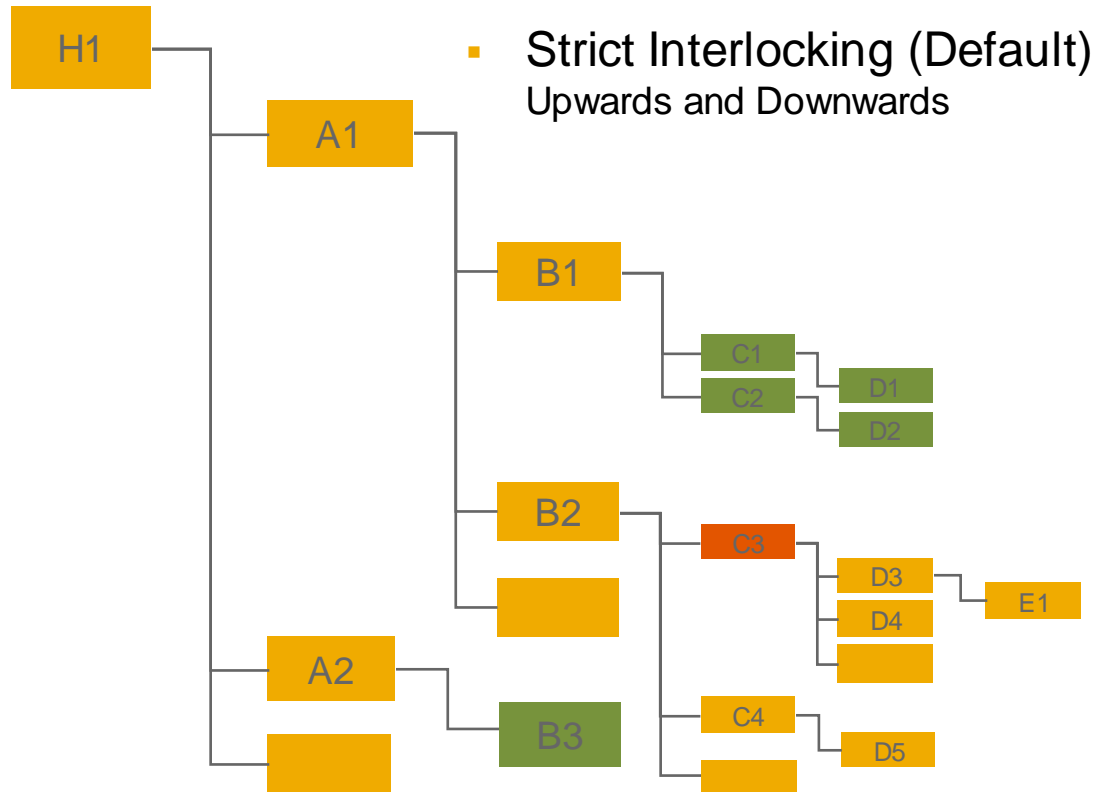 H1
▪ Strict Interlocking (Default)
Upwards and Downwards
A1
B1
C1
D1
C2
D2
B2
C3
D3
E1
D4
A2
C4
B3
D5